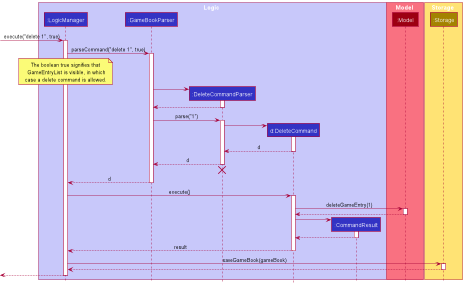 Logic
Model
Storage
:LogicManager
:GameBookParser
:Model
:Storage
execute("delete 1", true)
parseCommand("delete 1", true)
The boolean true signifies that
GameEntryList is visible, in which
case a delete command is allowed.
:DeleteCommandParser
parse("1")
d:DeleteCommand
d
d
d
execute()
deleteGameEntry(1)
:CommandResult
result
saveGameBook(gameBook)